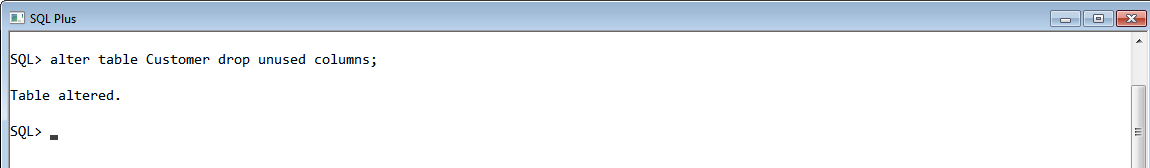 SQL Plus
SQL> alter table Customer drop unused columns;
Table altered.
SQL>